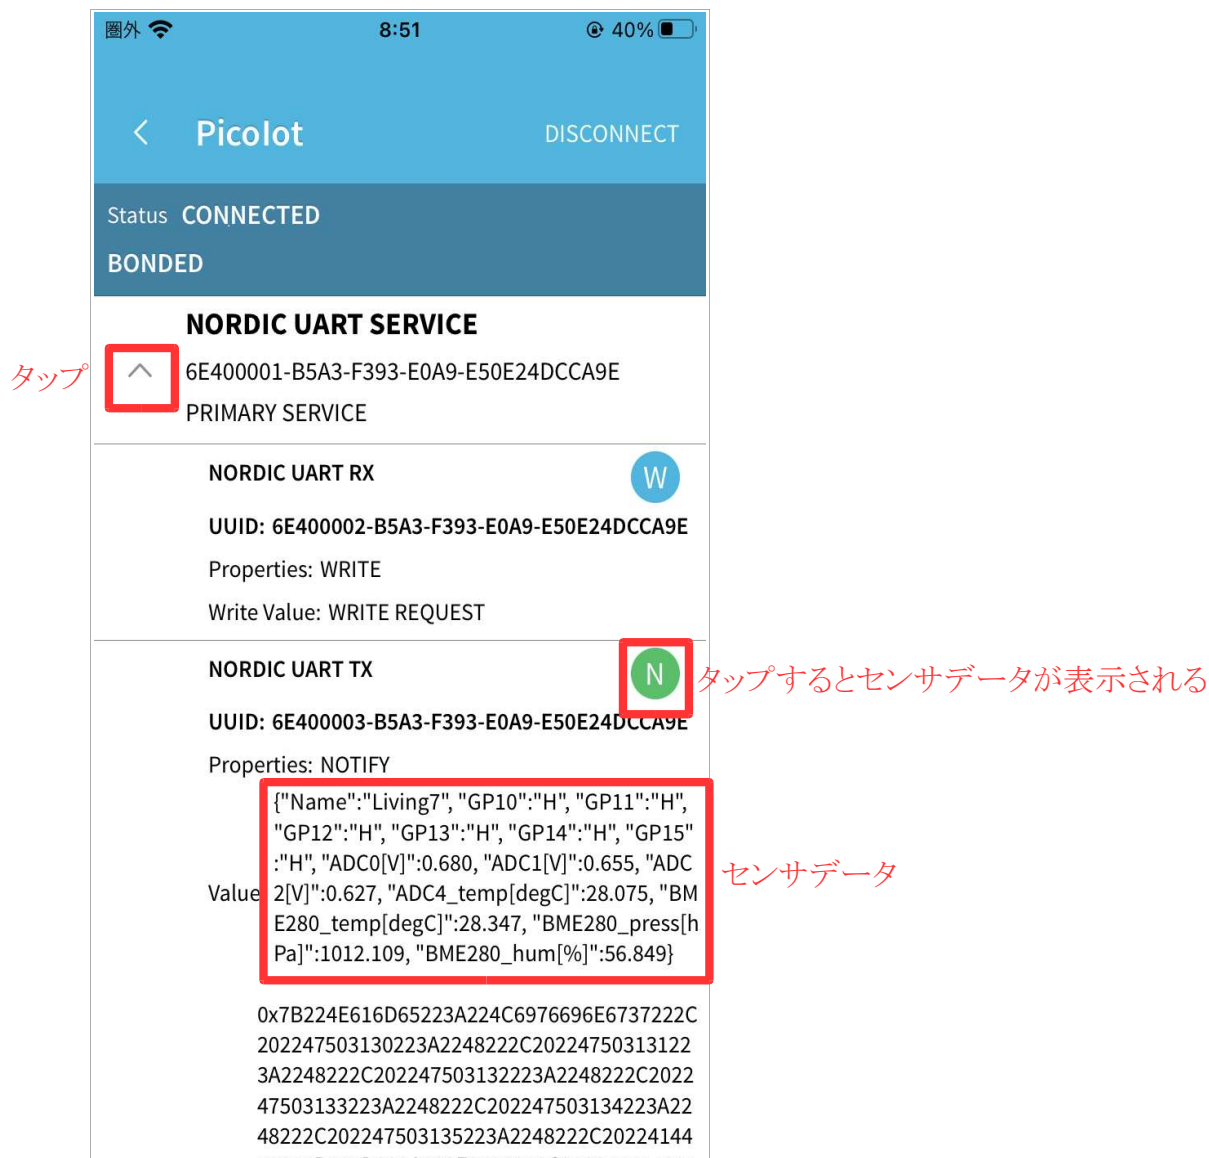 圏外 8:51 40%
PicoIot DISCONNECT
Status CONNECTED
BONDED
NORDIC UART SERVICE
タップ
6E400001-B5A3-F393-E0A9-E50E24DCCA9E
PRIMARY SERVICE
NORDIC UART RX W
UUID: 6E400002-B5A3-F393-E0A9-E50E24DCCA9E
Properties: WRITE
Write Value: WRITE REQUEST
NORDIC UART TX N タップするとセンサデータが表示される
UUID: 6E400003-B5A3-F393-E0A9-E50E24DCCA9E
Properties: NOTIFY
{"Name":"Living7", "GP10":"H", "GP11":"H",
"GP12":"H", "GP13":"H", "GP14":"H", "GP15"
:"H", "ADC0[V]":0.680, "ADC1[V]":0.655, "ADC
Value 2[V]":0.627, "ADC4_temp[degC]":28.075, "BM
E280_temp[degC]":28.347, "BME280_press[h
Pa]":1012.109, "BME280_hum[%]":56.849}
センサデータ
0x7B224E616D65223A224C6976696E6737222C
202247503130223A2248222C20224750313122
3A2248222C202247503132223A2248222C2022
47503133223A2248222C202247503134223A22
48222C202247503135223A2248222C20224144